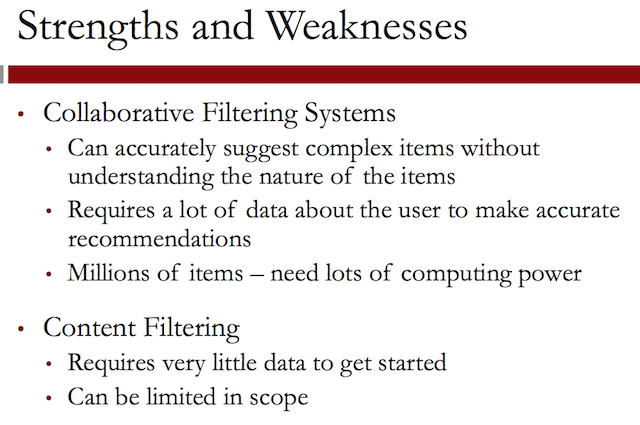 Strengths and Weaknesses
• Collaborative Filtering Systems
• Can accurately suggest complex items without
understanding the nature of the items
• Requires a lot of data about the user to make accurate
recommendations
• Millions of items – need lots of computing power
• Content Filtering
• Requires very little data to get started
• Can be limited in scope